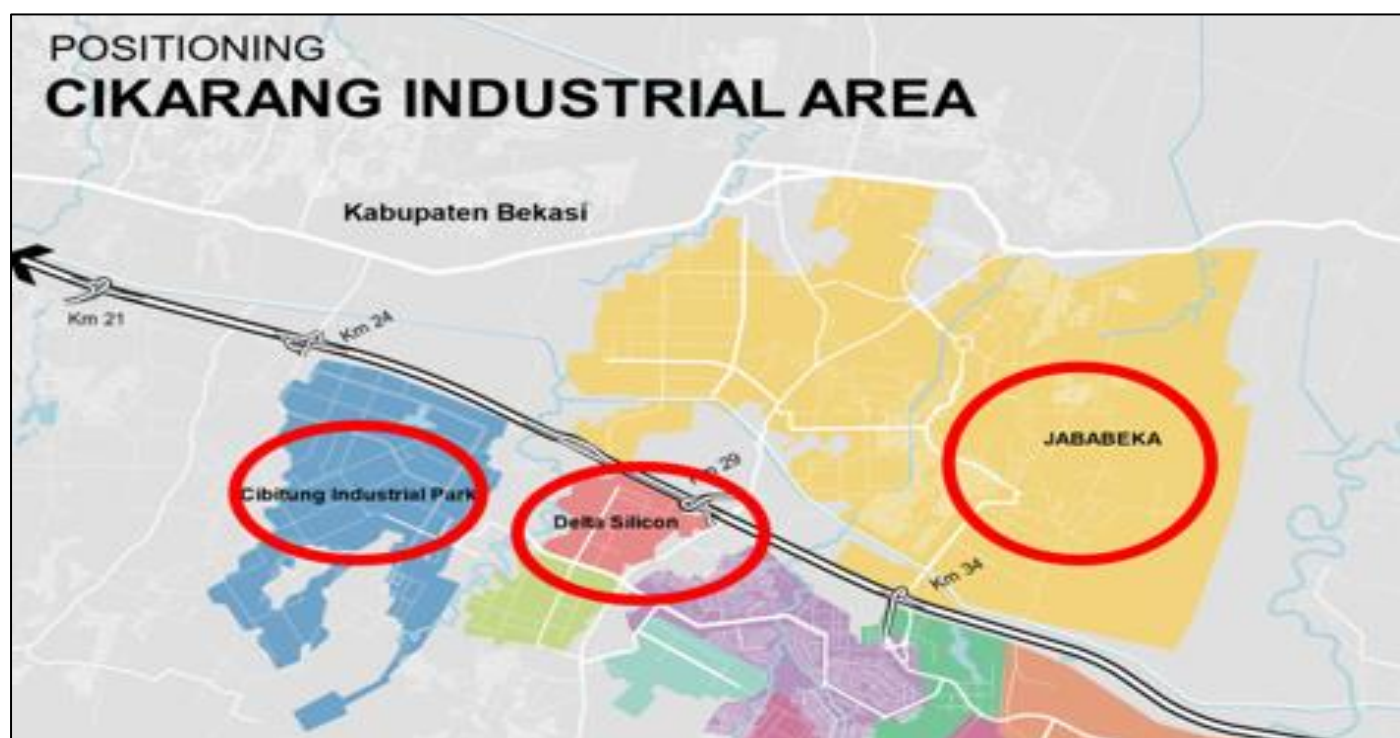 POSITIONING
CIKARANG INDUSTRIAL AREA
Kabupaten Bekasi
Km 21
Km 24
Km 29
JABABEKA
Cibitung Industrial Park
Delta Silicon
Km 34